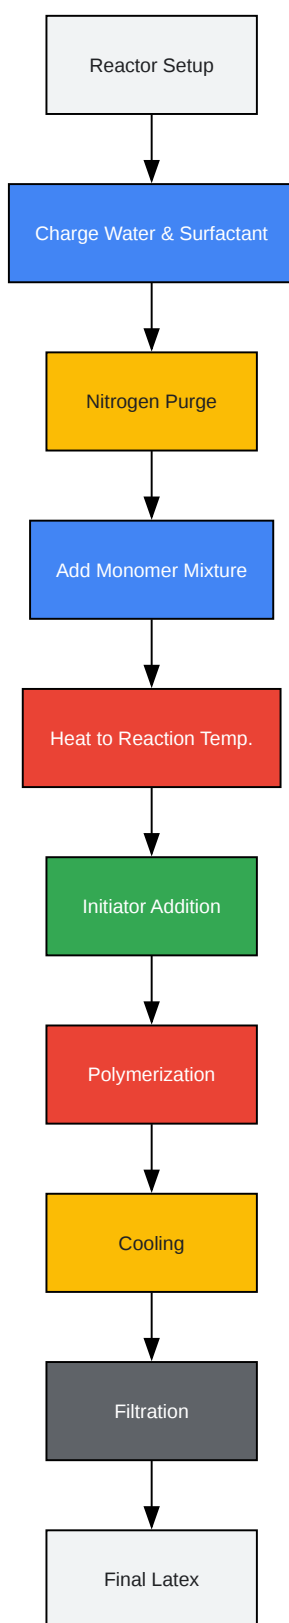 Reactor Setup
Charge Water & Surfactant
Nitrogen Purge
Add Monomer Mixture
Heat to Reaction Temp.
Initiator Addition
Polymerization
Cooling
Filtration
Final Latex